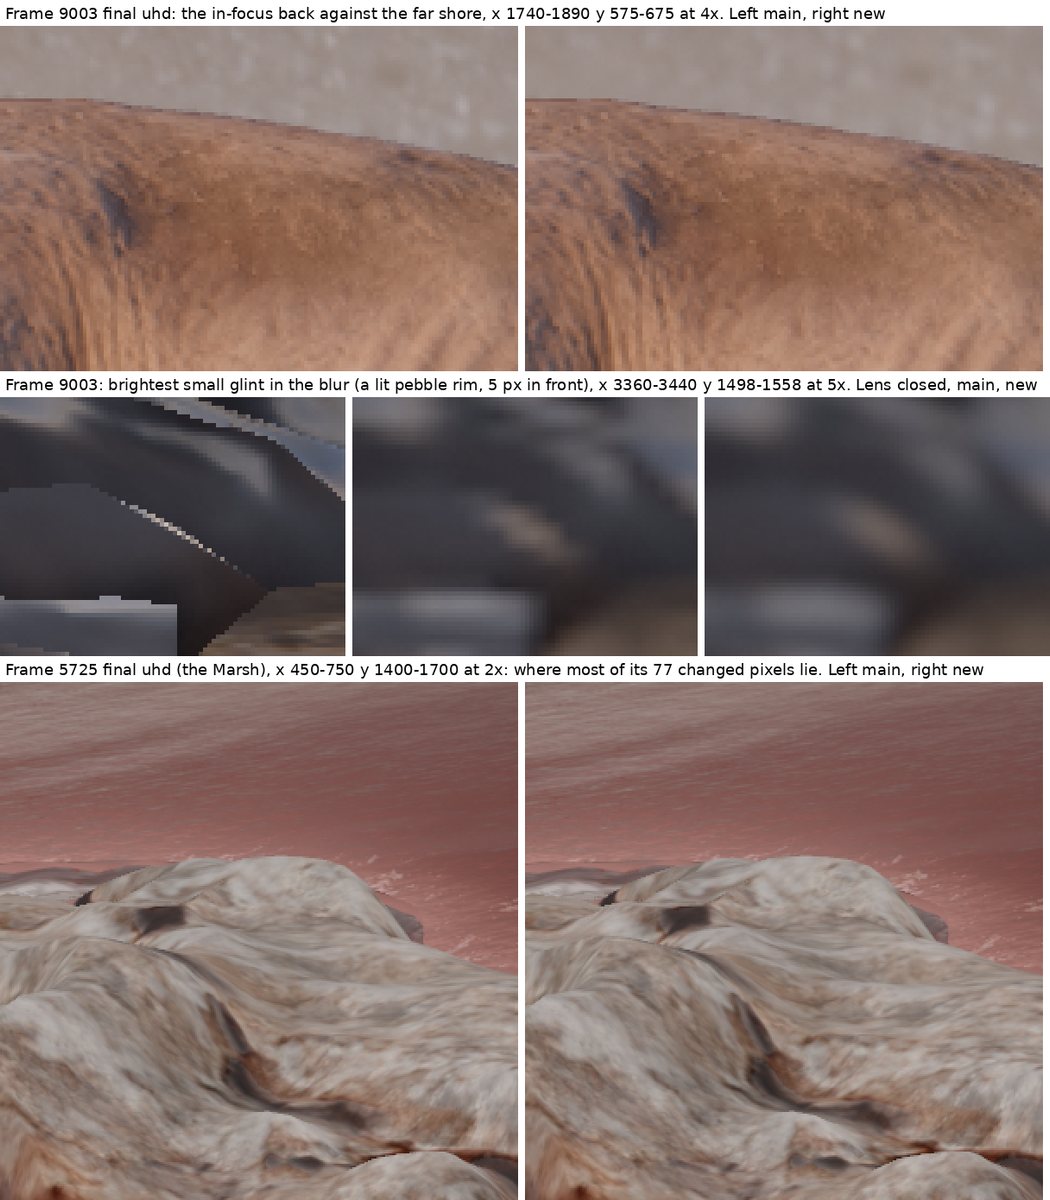 Frame 9003 final uhd: the in-focus back against the far shore, x 1740-1890 y 575-675 at 4x. Left main, right new
Frame 9003: brightest small glint in the blur (a lit pebble rim, 5 px in front), x 3360-3440 y 1498-1558 at 5x. Lens closed, main, new
Frame 5725 final uhd (the Marsh), x 450-750 y 1400-1700 at 2x: where most of its 77 changed pixels lie. Left main, right new